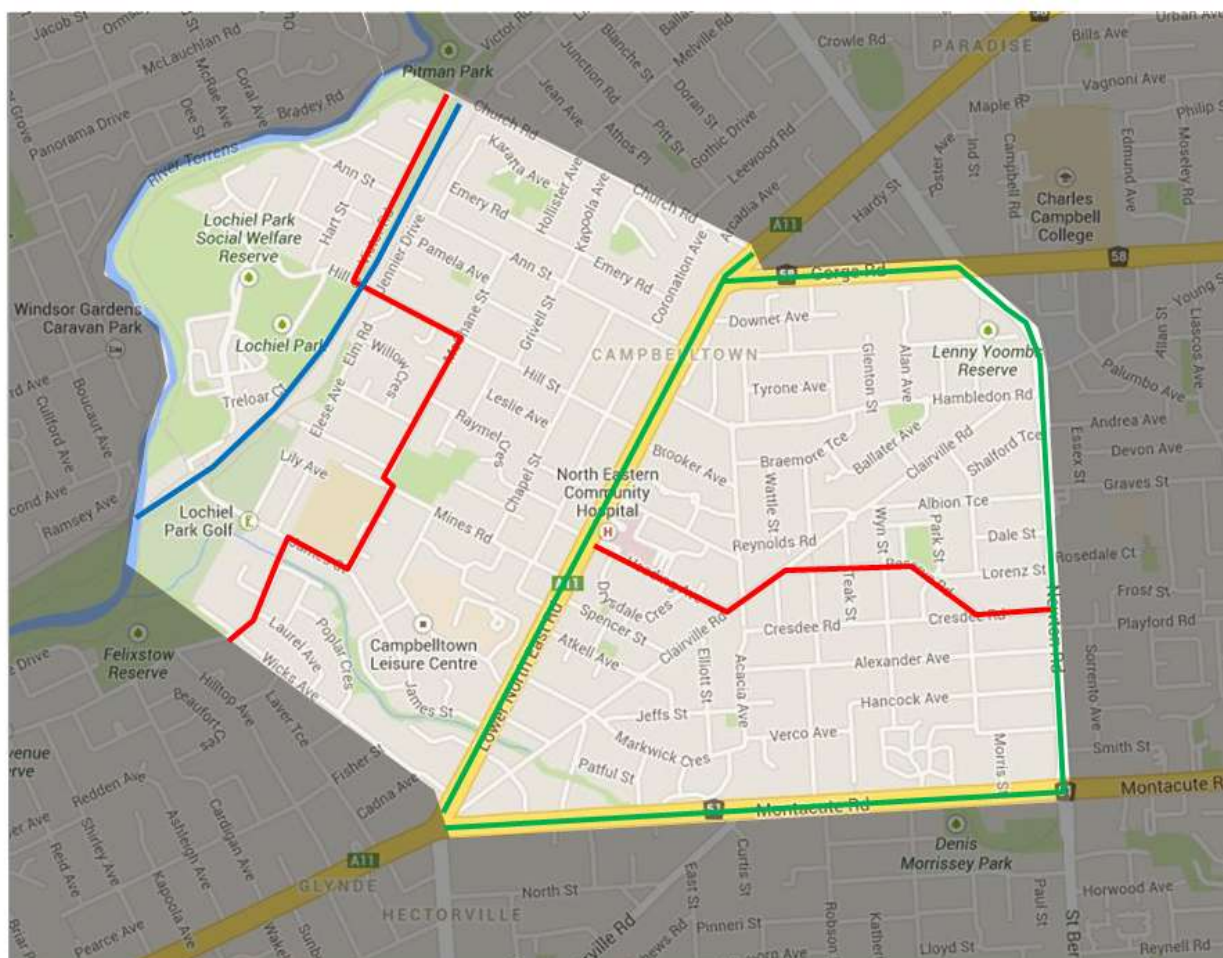 Jacob St
McLauchlan Rd
McRae Ave
Coral Ave
Dee St
Bradey Rd
Panorama Drive
River Torrens
Pitman Park
Victor Rd
Jean Ave
Junction Rd
Blanche St
Melville Rd
Doran St
Pitt St
Gothic Drive
Athos Pl
Leewood Rd
Arcadia Ave
Church Rd
Church Rd
Crowle Rd
PARADISE
Urban Ave
Bills Ave
Vagnoni Ave
Maple Rd
Ind St
Campbell Rd
Foster Ave
Hardy St
Charles
Campbell
College
Edmund Ave
Moseley Rd
A11
58
Gorge Rd
Karana Ave
Hollister Ave
Kapoola Ave
Emery Rd
Emery Rd
Ann St
Ann St
Hart St
Lochiel Park
Social Welfare
Reserve
Pamela Ave
Coronation Ave
Grivell St
Hill St
Windsor Gardens
Caravan Park
Lochiel Park
Elm Rd
Willow Cres
Treloar Ct
Elese Ave
Leslie Ave
Raymel Cres
Chapel St
Lily Ave
Mines Rd
CAMPBELLTOWN
Downer Ave
Glenton St
Alan Ave
Lenny Yoombe
Reserve
Tyrone Ave
Hambledon Rd
Brooker Ave
Braemore Tce
Ballater Ave
Clairville Rd
Shalford Tce
Wattle St
Albion Tce
Wyn St
Park St
Dale St
Reynolds Rd
Lorenz St
North Eastern
Community
Hospital
H
Allan St
Liascos Ave
Palumbo Ave
Andrea Ave
Essex St
Devon Ave
Graves St
Rosedale Ct
Playford Rd
Cullford Ave
Boucaut Ave
Ramsey Ave
Lochiel
Park Golf
A11
Drysdale Cres
Spencer St
Atkell Ave
Clairville Rd
Teak St
Cresdee Rd
Cresdee Rd
Newton Rd
Campbelltown
Leisure Centre
Lower North East Rd
Elliott St
Acacia Ave
Alexander Ave
Hancock Ave
Jeffs St
Verco Ave
Markwick Cres
Morris St
Patful St
Sorrento Ave
Smith St
Felixstow
Reserve
Laurel Ave
Poplar Cres
Wicks Ave
James St
Hilltop Ave
Beaufort Cres
Laver Tce
Fisher St
Cadna Ave
Montacute Rd
Redden Ave
Shirley Ave
Ashleigh Ave
Cardigan Ave
Reid Ave
Kapoola Ave
Pearce Ave
A11
GLYNDE
HECTORVILLE
North St
East St
Curtis St
Pinneri St
Lloyd St
Denis
Morrissey Park
Paul St
Horwood Ave
Reynell Rd